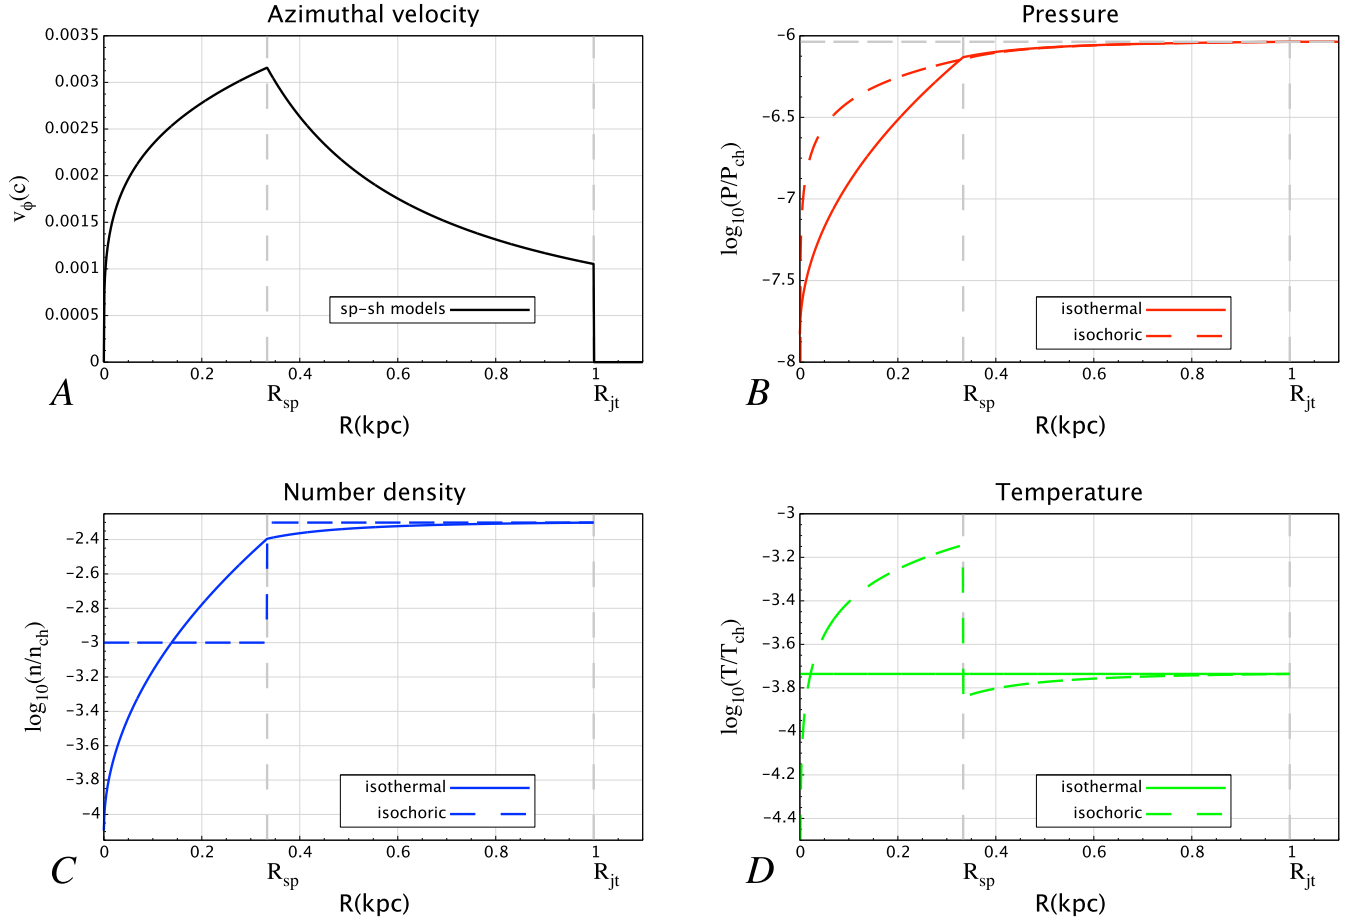 Azimuthal velocity
0.0035
0.003
0.0025
0.002
0.0015
0.001
0.0005
0
vϕ(c)
sp-sh models
0 0.2 0.4 0.6 0.8 1
Rsp Rjt
R(kpc)
A
Pressure
−6
−6.5
−7
−7.5
−8
log10(P/Pch)
isothermal
isochoric
0 0.2 0.4 0.6 0.8 1
Rsp Rjt
R(kpc)
B
Number density
−2.4
−2.6
−2.8
−3
−3.2
−3.4
−3.6
−3.8
−4
log10(n/nch)
isothermal
isochoric
0 0.2 0.4 0.6 0.8 1
Rsp Rjt
R(kpc)
C
Temperature
−3
−3.2
−3.4
−3.6
−3.8
−4
−4.2
−4.4
log10(T/Tch)
isothermal
isochoric
0 0.2 0.4 0.6 0.8 1
Rsp Rjt
R(kpc)
D